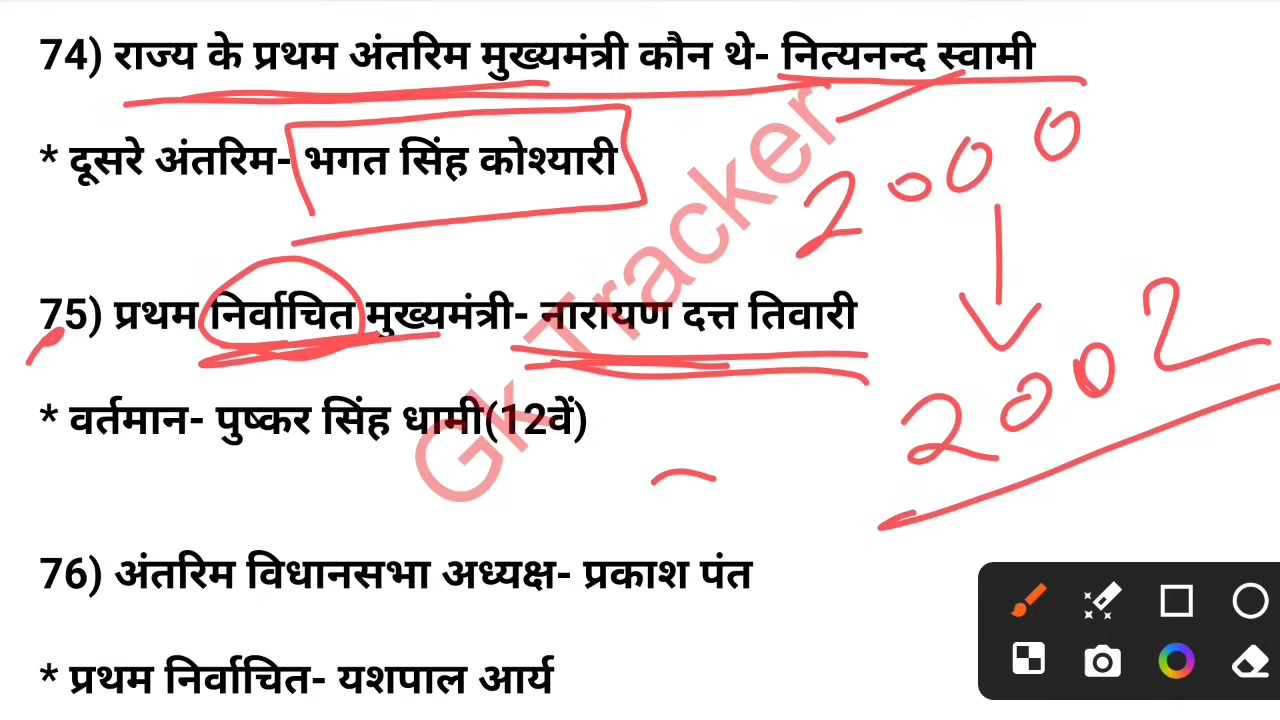 74) राज्य के प्रथम अंतरिम मुख्यमंत्री कौन थे- नित्यनन्द स्वामी
* दूसरे अंतरिम- भगत सिंह कोश्यारी
2000
75) प्रथम निर्वाचित मुख्यमंत्री- नारायण दत्त तिवारी
2002
* वर्तमान- पुष्कर सिंह धामी(12वें)
Gk Tracker
76) अंतरिम विधानसभा अध्यक्ष- प्रकाश पंत
* प्रथम निर्वाचित- यशपाल आर्य